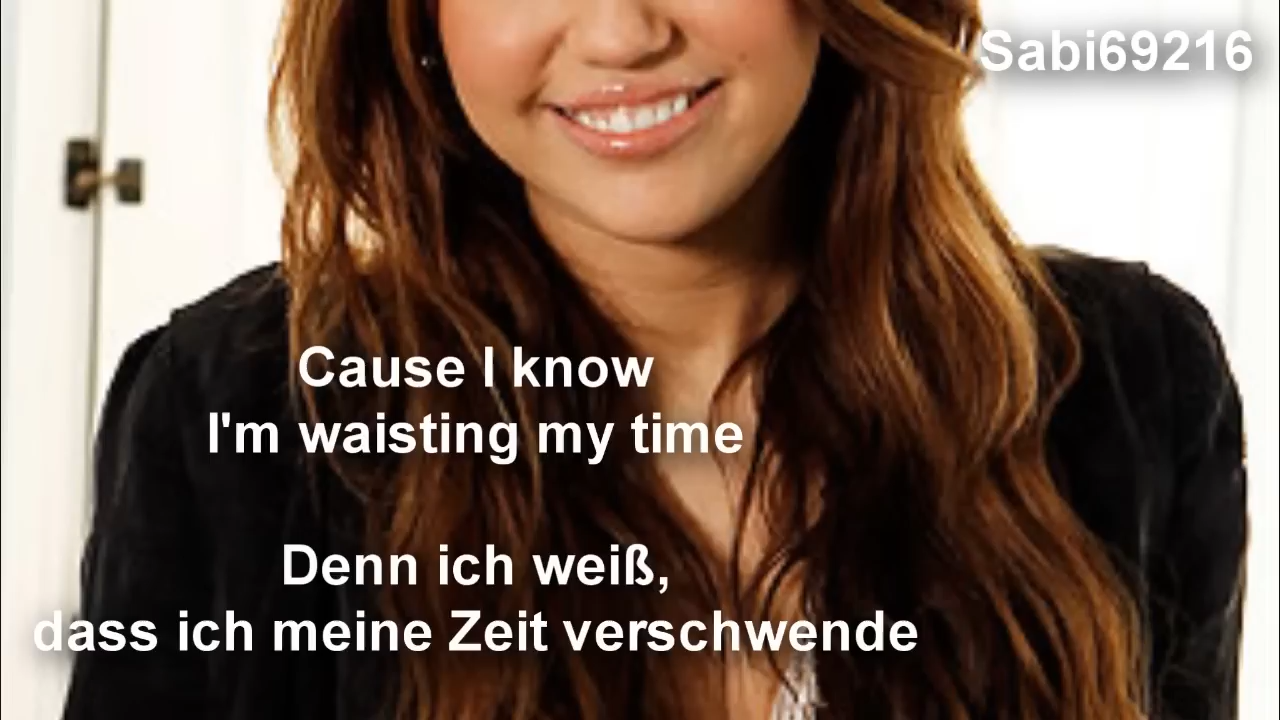 Sabi69216
Cause I know
I'm waisting my time
Denn ich weiß,
dass ich meine Zeit verschwende